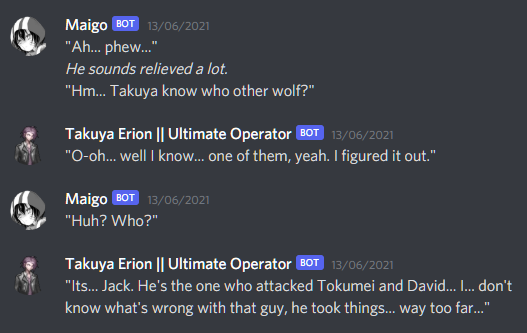 Maigo BOT 13/06/2021
"Ah... phew..."
He sounds relieved a lot.
"Hm... Takuya know who other wolf?"
Takuya Erion || Ultimate Operator BOT 13/06/2021
"O-oh... well I know... one of them, yeah. I figured it out."
Maigo BOT 13/06/2021
"Huh? Who?"
Takuya Erion || Ultimate Operator BOT 13/06/2021
"Its... Jack. He's the one who attacked Tokumei and David... I... don't
know what's wrong with that guy, he took things... way too far..."